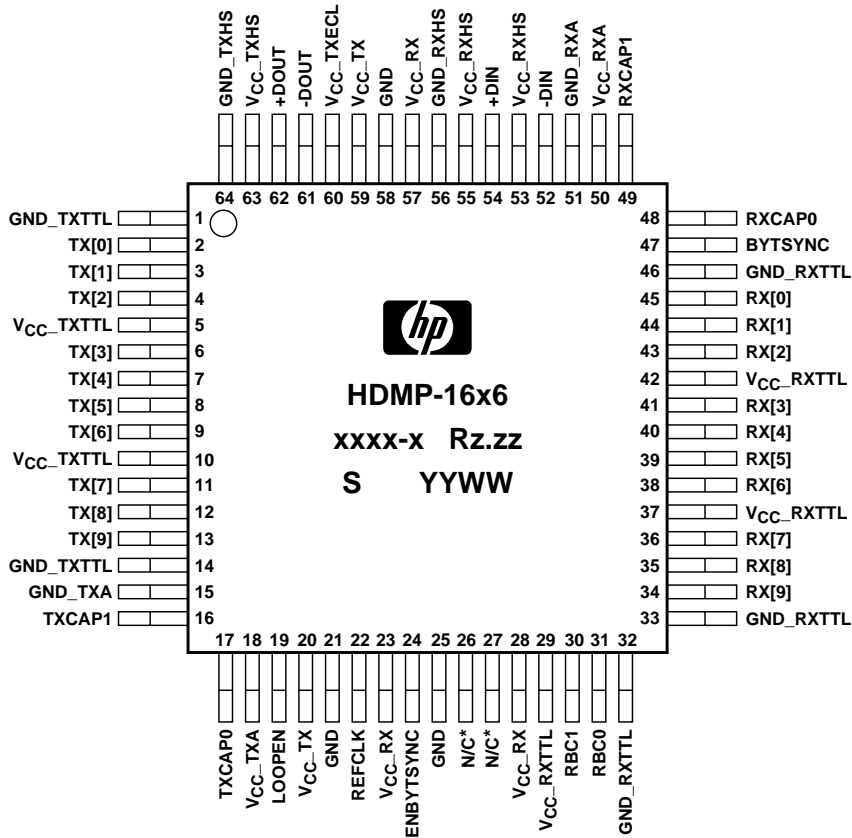 GND_TXHS
VCC_TXHS
+DOUT
-DOUT
VCC_TXECL
VCC_TX
GND
VCC_RX
GND_RXHS
VCC_RXHS
+DIN
VCC_RXHS
-DIN
GND_RXA
VCC_RXA
RXCAP1
64 63 62 61 60 59 58 57 56 55 54 53 52 51 50 49
GND_TXTTL 1
TX[0] 2
TX[1] 3
TX[2] 4
VCC_TXTTL 5
TX[3] 6
TX[4] 7
TX[5] 8
TX[6] 9
VCC_TXTTL 10
TX[7] 11
TX[8] 12
TX[9] 13
GND_TXTTL 14
GND_TXA 15
TXCAP1 16
hp
HDMP-16x6
xxxx-x Rz.zz
S YYWW
48 RXCAP0
47 BYTSYNC
46 GND_RXTTL
45 RX[0]
44 RX[1]
43 RX[2]
42 VCC_RXTTL
41 RX[3]
40 RX[4]
39 RX[5]
38 RX[6]
37 VCC_RXTTL
36 RX[7]
35 RX[8]
34 RX[9]
33 GND_RXTTL
17 18 19 20 21 22 23 24 25 26 27 28 29 30 31 32
TXCAP0
VCC_TXA
LOOPEN
VCC_TX
GND
REFCLK
VCC_RX
ENBYTSYNC
GND
N/C*
N/C*
VCC_RX
VCC_RXTTL
RBC1
RBC0
GND_RXTTL